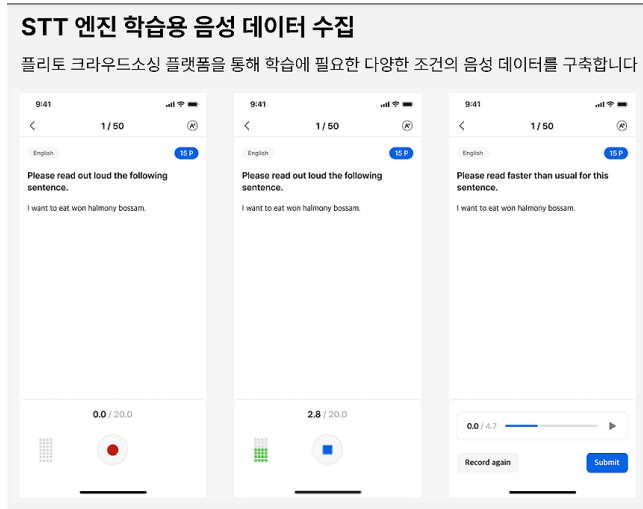 STT 엔진 학습용 음성 데이터 수집
플리토 크라우드소싱 플랫폼을 통해 학습에 필요한 다양한 조건의 음성 데이터를 구축합니다
9:41
1 / 50
English
15 P
Please read out loud the following
sentence.
I want to eat won halmony bossam.
0.0 / 20.0
9:41
1 / 50
English
15 P
Please read out loud the following
sentence.
I want to eat won halmony bossam.
2.8 / 20.0
9:41
1 / 50
English
15 P
Please read faster than usual for this
sentence.
I want to eat won halmony bossam.
0.0 / 4.7
Record again
Submit